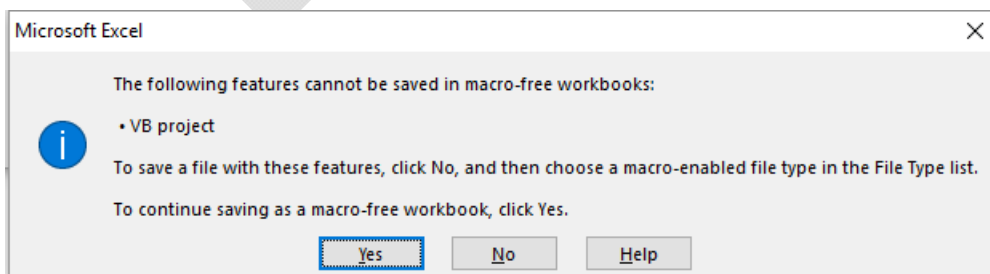 Microsoft Excel
The following features cannot be saved in macro-free workbooks:
• VB project
To save a file with these features, click No, and then choose a macro-enabled file type in the File Type list.
To continue saving as a macro-free workbook, click Yes.
Yes No Help